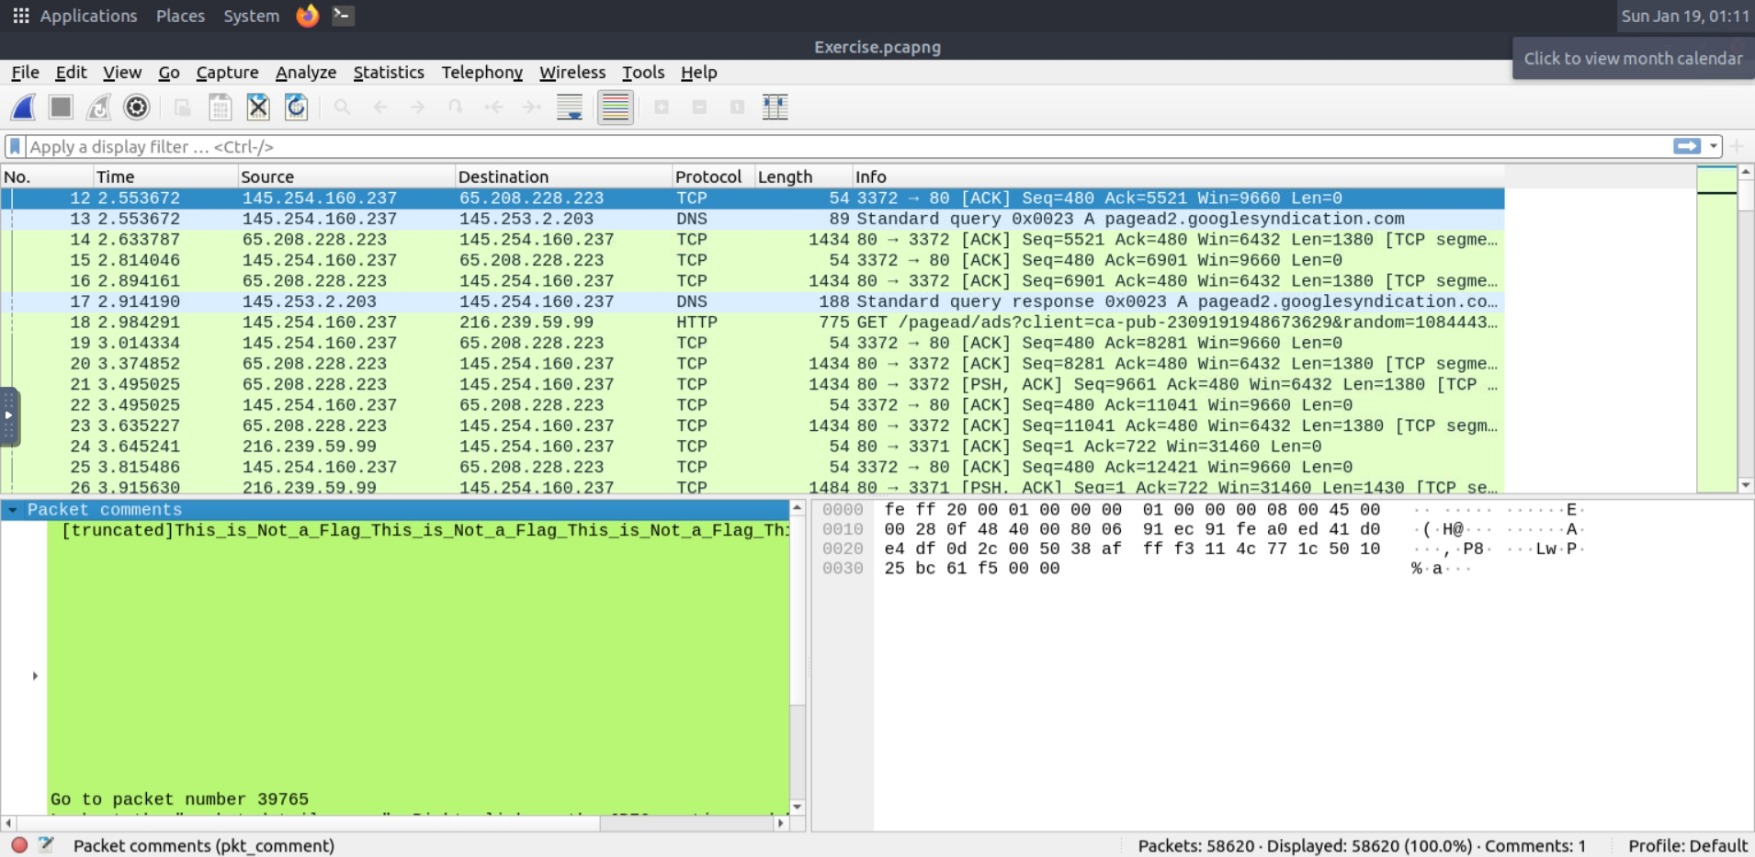 Applications Places System Sun Jan 19, 01:11
Exercise.pcapng
Click to view month calendar
File Edit View Go Capture Analyze Statistics Telephony Wireless Tools Help
Apply a display filter … <Ctrl-/>
No. Time Source Destination Protocol Length Info
12 2.553672 145.254.160.237 65.208.228.223 TCP 54 3372 → 80 [ACK] Seq=480 Ack=5521 Win=9660 Len=0
13 2.553672 145.254.160.237 145.253.2.203 DNS 89 Standard query 0x0023 A pagead2.googlesyndication.com
14 2.633787 65.208.228.223 145.254.160.237 TCP 1434 80 → 3372 [ACK] Seq=5521 Ack=480 Win=6432 Len=1380 [TCP segme…
15 2.814046 145.254.160.237 65.208.228.223 TCP 54 3372 → 80 [ACK] Seq=480 Ack=6901 Win=9660 Len=0
16 2.894161 65.208.228.223 145.254.160.237 TCP 1434 80 → 3372 [ACK] Seq=6901 Ack=480 Win=6432 Len=1380 [TCP segme…
17 2.914190 145.253.2.203 145.254.160.237 DNS 188 Standard query response 0x0023 A pagead2.googlesyndication.co…
18 2.984291 145.254.160.237 216.239.59.99 HTTP 775 GET /pagead/ads?client=ca-pub-2309191948673629&random=1084443…
19 3.014334 145.254.160.237 65.208.228.223 TCP 54 3372 → 80 [ACK] Seq=480 Ack=8281 Win=9660 Len=0
20 3.374852 65.208.228.223 145.254.160.237 TCP 1434 80 → 3372 [ACK] Seq=8281 Ack=480 Win=6432 Len=1380 [TCP segme…
21 3.495025 65.208.228.223 145.254.160.237 TCP 1434 80 → 3372 [PSH, ACK] Seq=9661 Ack=480 Win=6432 Len=1380 [TCP …
22 3.495025 145.254.160.237 65.208.228.223 TCP 54 3372 → 80 [ACK] Seq=480 Ack=11041 Win=9660 Len=0
23 3.635227 65.208.228.223 145.254.160.237 TCP 1434 80 → 3372 [ACK] Seq=11041 Ack=480 Win=6432 Len=1380 [TCP segm…
24 3.645241 216.239.59.99 145.254.160.237 TCP 54 80 → 3371 [ACK] Seq=1 Ack=722 Win=31460 Len=0
25 3.815486 145.254.160.237 65.208.228.223 TCP 54 3372 → 80 [ACK] Seq=480 Ack=12421 Win=9660 Len=0
26 3.915630 216.239.59.99 145.254.160.237 TCP 1484 80 → 3371 [PSH, ACK] Seq=1 Ack=722 Win=31460 Len=1430 [TCP se…
Packet comments
[truncated]This_is_Not_a_Flag_This_is_Not_a_Flag_This_is_Not_a_Flag_Thi
Go to packet number 39765
0000 fe ff 20 00 01 00 00 00 01 00 00 00 08 00 45 00 ·· ····· ······E·
0010 00 28 0f 48 40 00 80 06 91 ec 91 fe a0 ed 41 d0 ·(·H@··· ······A·
0020 e4 df 0d 2c 00 50 38 af ff f3 11 4c 77 1c 50 10 ···,·P8· ···Lw·P·
0030 25 bc 61 f5 00 00 %·a···
Packet comments (pkt_comment) Packets: 58620 · Displayed: 58620 (100.0%) · Comments: 1 Profile: Default